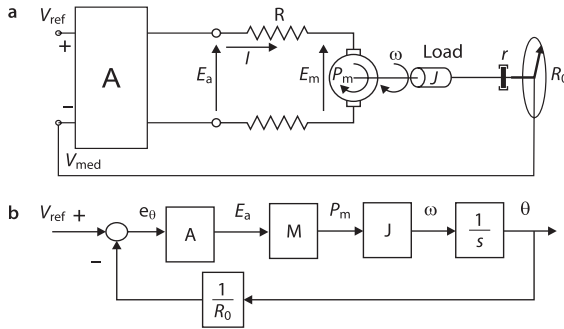 a
V_ref
+
A
−
V_med
R
I
E_a
E_m
P_m
ω
Load
J
r
R_0
b
V_ref +
−
e_θ
A
E_a
M
P_m
J
ω
1/s
θ
1/R_0